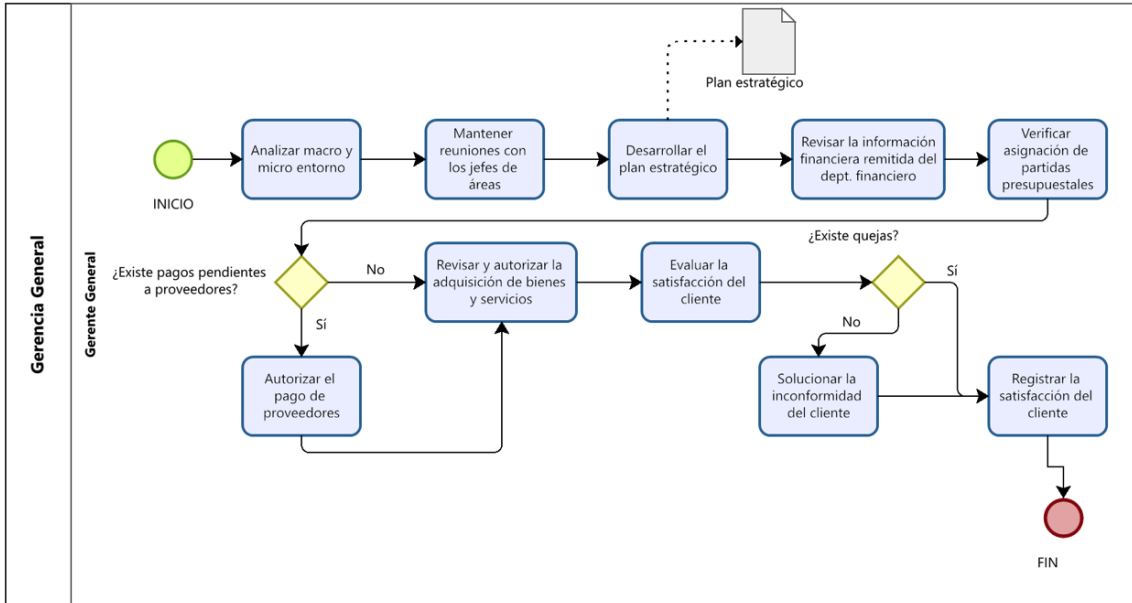 Gerencia General
Gerente General
Plan estratégico
INICIO
Analizar macro y
micro entorno
Mantener
reuniones con
los jefes de
áreas
Desarrollar el
plan estratégico
Revisar la información
financiera remitida del
dept. financiero
Verificar
asignación de
partidas
presupuestales
¿Existe pagos pendientes
a proveedores?
No
Sí
Autorizar el
pago de
proveedores
Revisar y autorizar la
adquisición de bienes
y servicios
Evaluar la
satisfacción del
cliente
¿Existe quejas?
Sí
No
Solucionar la
inconformidad
del cliente
Registrar la
satisfacción del
cliente
FIN